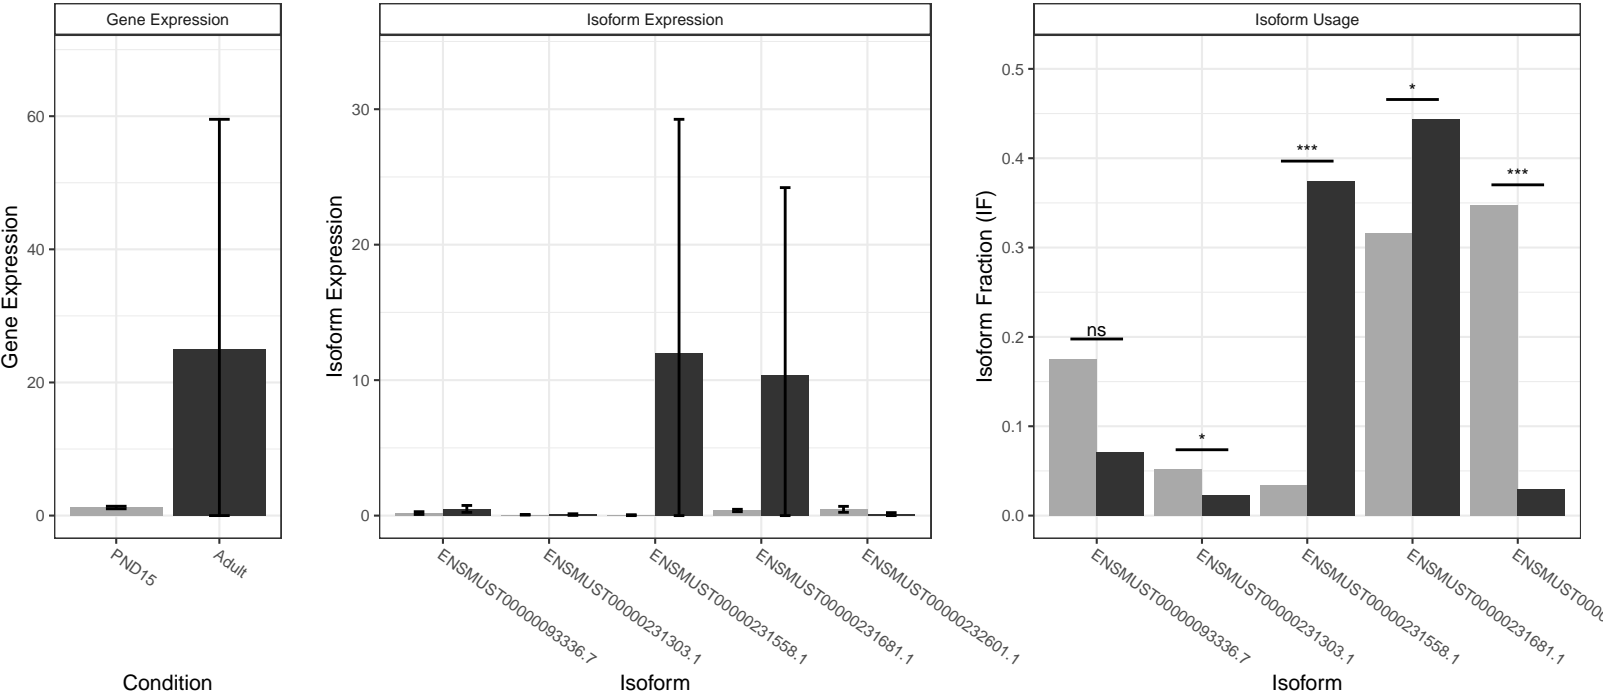 Gene Expression
Isoform Expression
Isoform Usage
Gene Expression
60
40
20
0
PND15
Adult
Condition
Isoform Expression
30
20
10
0
ENSMUST00000093336.7
ENSMUST00000231303.1
ENSMUST00000231558.1
ENSMUST00000231681.1
ENSMUST00000232601.1
Isoform
Isoform Fraction (IF)
0.5
0.4
0.3
0.2
0.1
0.0
ns
*
***
*
***
ENSMUST00000093336.7
ENSMUST00000231303.1
ENSMUST00000231558.1
ENSMUST00000231681.1
Isoform